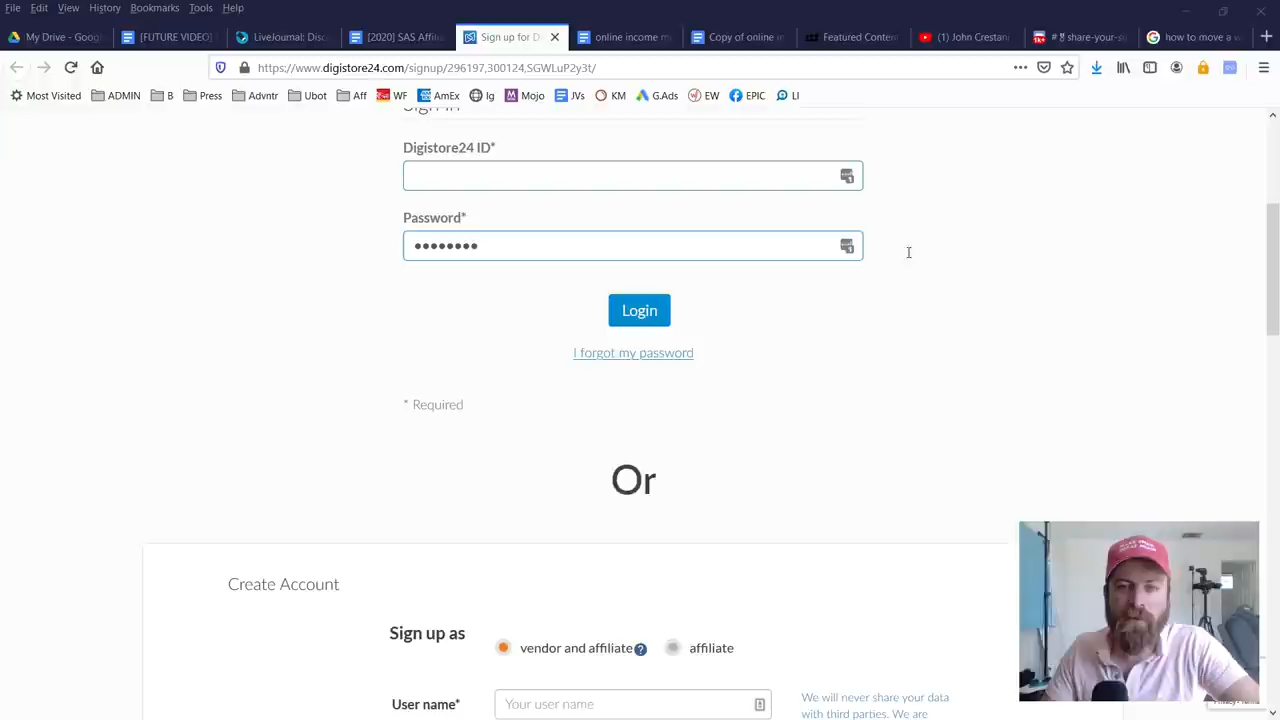 File Edit View History Bookmarks Tools Help
My Drive - Goog [FUTURE VIDEO] LiveJournal: Disc [2020] SAS Affilia Sign up for D online income m Copy of online i Featured Conten (1) John Crestan share-your-s how to move a w
https://www.digistore24.com/signup/296197,300124,SGWLuP2y3t/
Most Visited ADMIN B Press Advntr Ubot Aff WF AmEx Ig Mojo JVs KM G.Ads EW EPIC LI
Sign in
Digistore24 ID*
Password*
Login
I forgot my password
* Required
Or
Create Account
Sign up as vendor and affiliate ? affiliate
User name* Your user name
We will never share your data
with third parties. We are